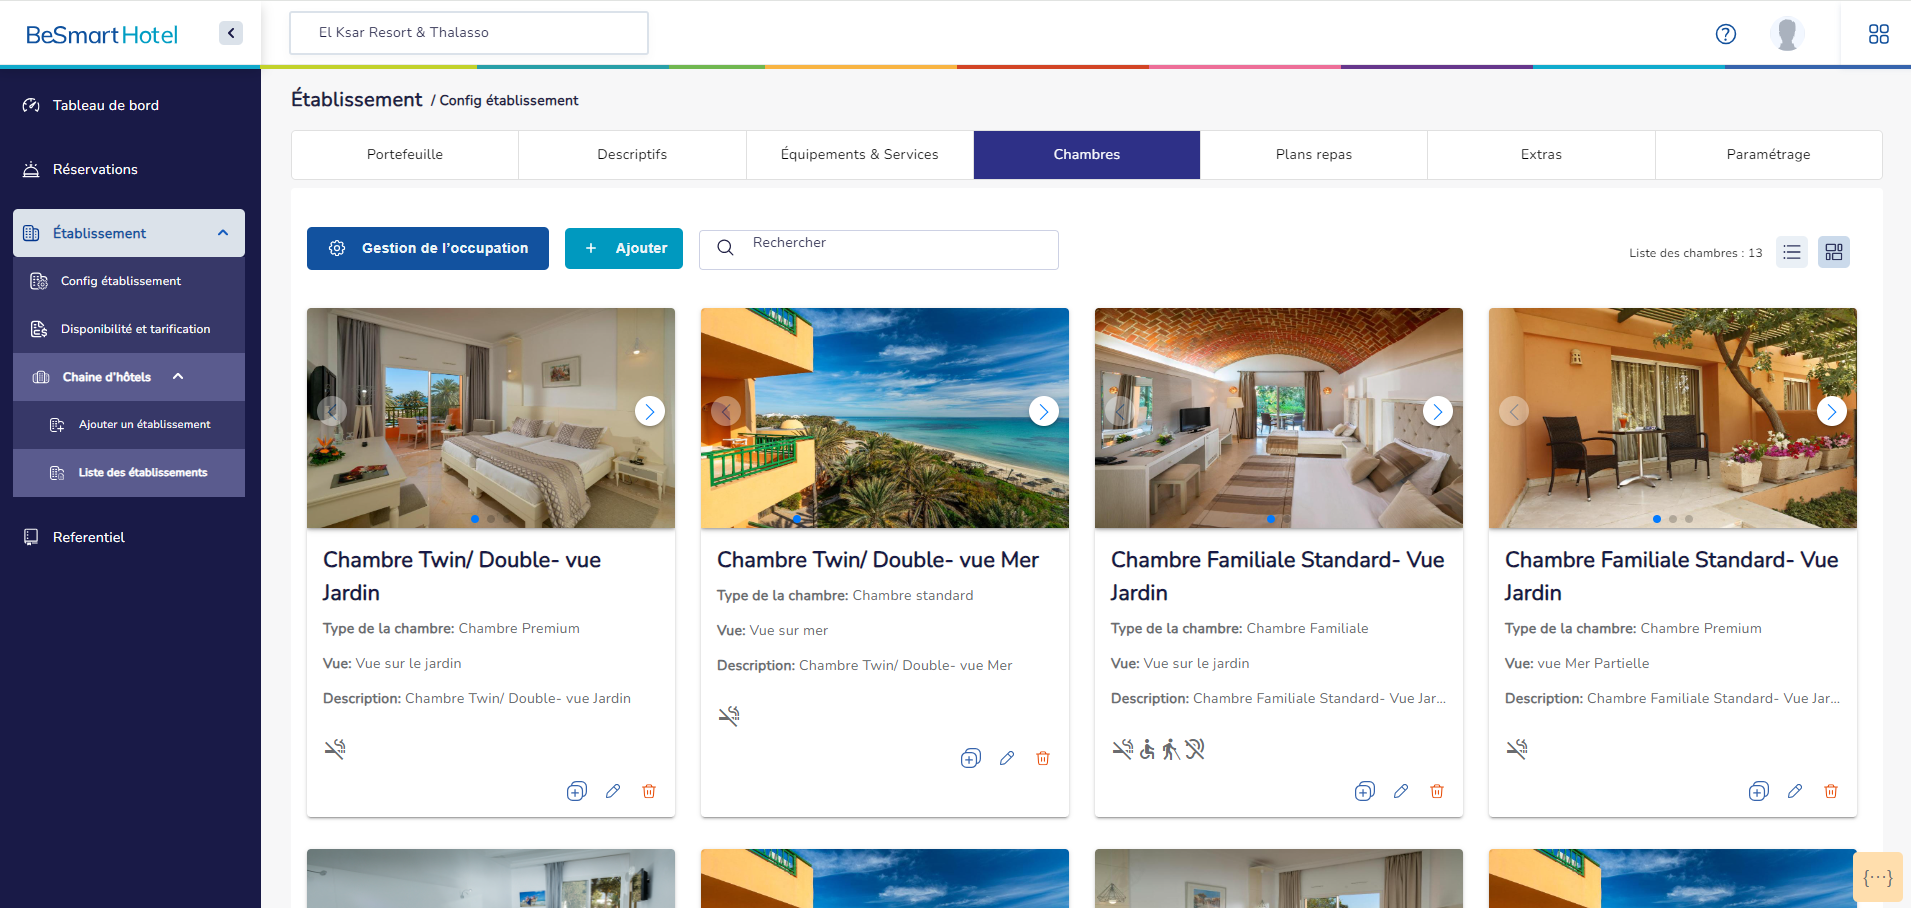 BeSmartHotel
El Ksar Resort & Thalasso
Tableau de bord
Réservations
Établissement
Config établissement
Disponibilité et tarification
Chaine d'hôtels
Ajouter un établissement
Liste des établissements
Referentiel
Établissement / Config établissement
Portefeuille
Descriptifs
Équipements & Services
Chambres
Plans repas
Extras
Paramétrage
Gestion de l'occupation
+ Ajouter
Rechercher
Liste des chambres : 13
Chambre Twin/ Double- vue
Jardin
Type de la chambre: Chambre Premium
Vue: Vue sur le jardin
Description: Chambre Twin/ Double- vue Jardin
Chambre Twin/ Double- vue Mer
Type de la chambre: Chambre standard
Vue: Vue sur mer
Description: Chambre Twin/ Double- vue Mer
Chambre Familiale Standard- Vue
Jardin
Type de la chambre: Chambre Familiale
Vue: Vue sur le jardin
Description: Chambre Familiale Standard- Vue Jar...
Chambre Familiale Standard- Vue
Jardin
Type de la chambre: Chambre Premium
Vue: vue Mer Partielle
Description: Chambre Familiale Standard- Vue Jar...
{···}